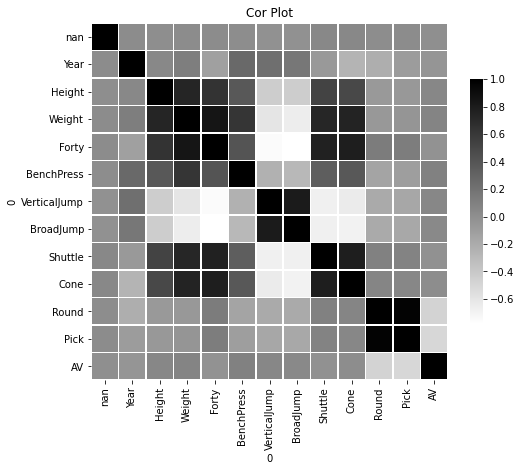 Cor Plot
nan
Year
Height
Weight
Forty
BenchPress
VerticalJump
BroadJump
Shuttle
Cone
Round
Pick
AV
0
nan
Year
Height
Weight
Forty
BenchPress
VerticalJump
BroadJump
Shuttle
Cone
Round
Pick
AV
0
1.0
0.8
0.6
0.4
0.2
0.0
−0.2
−0.4
−0.6